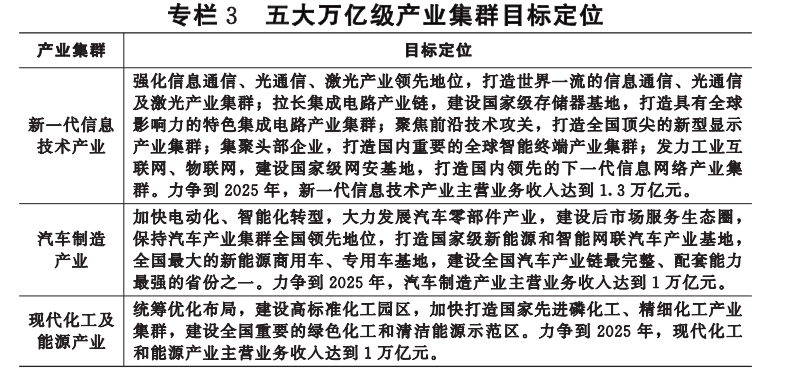 专栏 3 五大万亿级产业集群目标定位
产业集群
目标定位
新一代信息
技术产业
强化信息通信、光通信、激光产业领先地位，打造世界一流的信息通信、光通信
及激光产业集群；拉长集成电路产业链，建设国家级存储器基地，打造具有全球
影响力的特色集成电路产业集群；聚焦前沿技术攻关，打造全国顶尖的新型显示
产业集群；集聚头部企业，打造国内重要的全球智能终端产业集群；发力工业互
联网、物联网，建设国家级网安基地，打造国内领先的下一代信息网络产业集
群。力争到 2025 年，新一代信息技术产业主营业务收入达到 1.3 万亿元。
汽车制造
产业
加快电动化、智能化转型，大力发展汽车零部件产业，建设后市场服务生态圈，
保持汽车产业集群全国领先地位，打造国家级新能源和智能网联汽车产业基地，
全国最大的新能源商用车、专用车基地，建设全国汽车产业链最完整、配套能力
最强的省份之一。力争到 2025 年，汽车制造产业主营业务收入达到 1 万亿元。
现代化工及
能源产业
统筹优化布局，建设高标准化工园区，加快打造国家先进磷化工、精细化工产业
集群，建设全国重要的绿色化工和清洁能源示范区。力争到 2025 年，现代化工
和能源产业主营业务收入达到 1 万亿元。